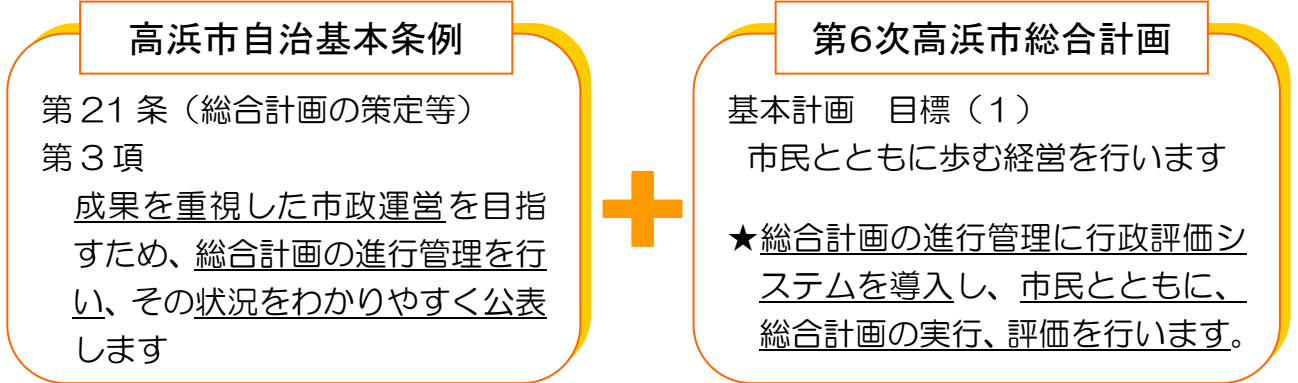 高浜市自治基本条例
第21条（総合計画の策定等）
第３項
成果を重視した市政運営を目指
すため、総合計画の進行管理を行
い、その状況をわかりやすく公表
します
第６次高浜市総合計画
基本計画　目標（１）
市民とともに歩む経営を行います
★総合計画の進行管理に行政評価シ
ステムを導入し、市民とともに、
総合計画の実行、評価を行います。